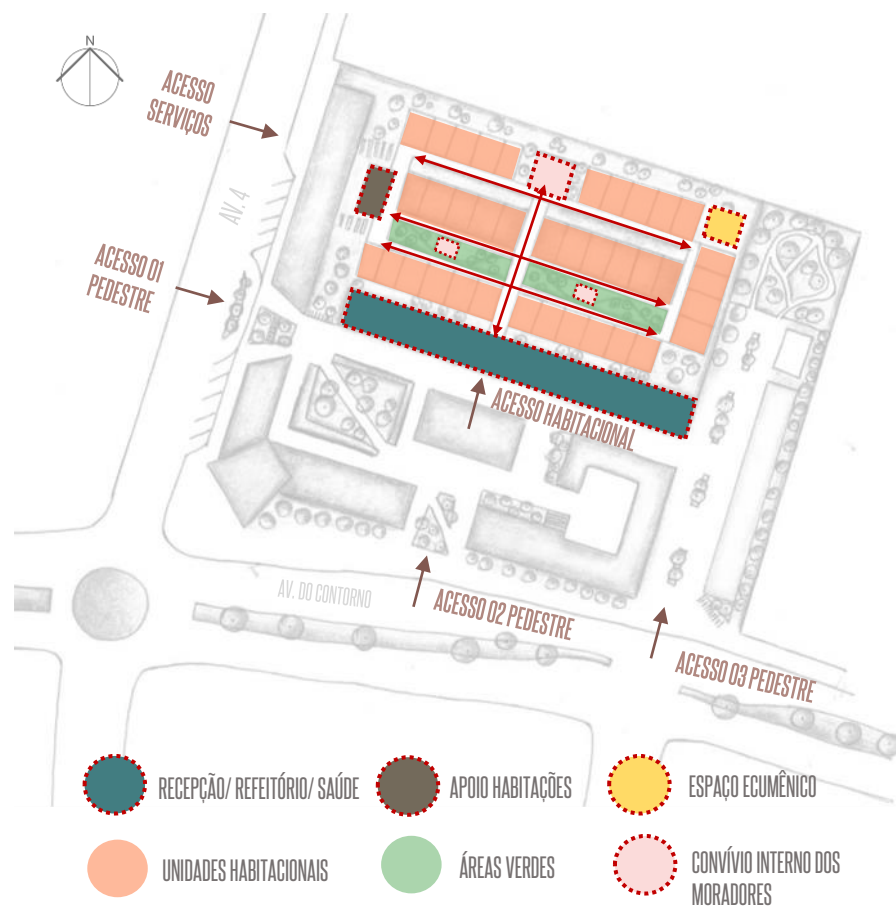 N
ACESSO
SERVIÇOS
AV. 4
ACESSO 01
PEDESTRE
ACESSO HABITACIONAL
AV. DO CONTORNO
ACESSO 02 PEDESTRE
ACESSO 03 PEDESTRE
RECEPÇÃO/ REFEITÓRIO/ SAÚDE
APOIO HABITAÇÕES
ESPAÇO ECUMÊNICO
UNIDADES HABITACIONAIS
ÁREAS VERDES
CONVÍVIO INTERNO DOS
MORADORES